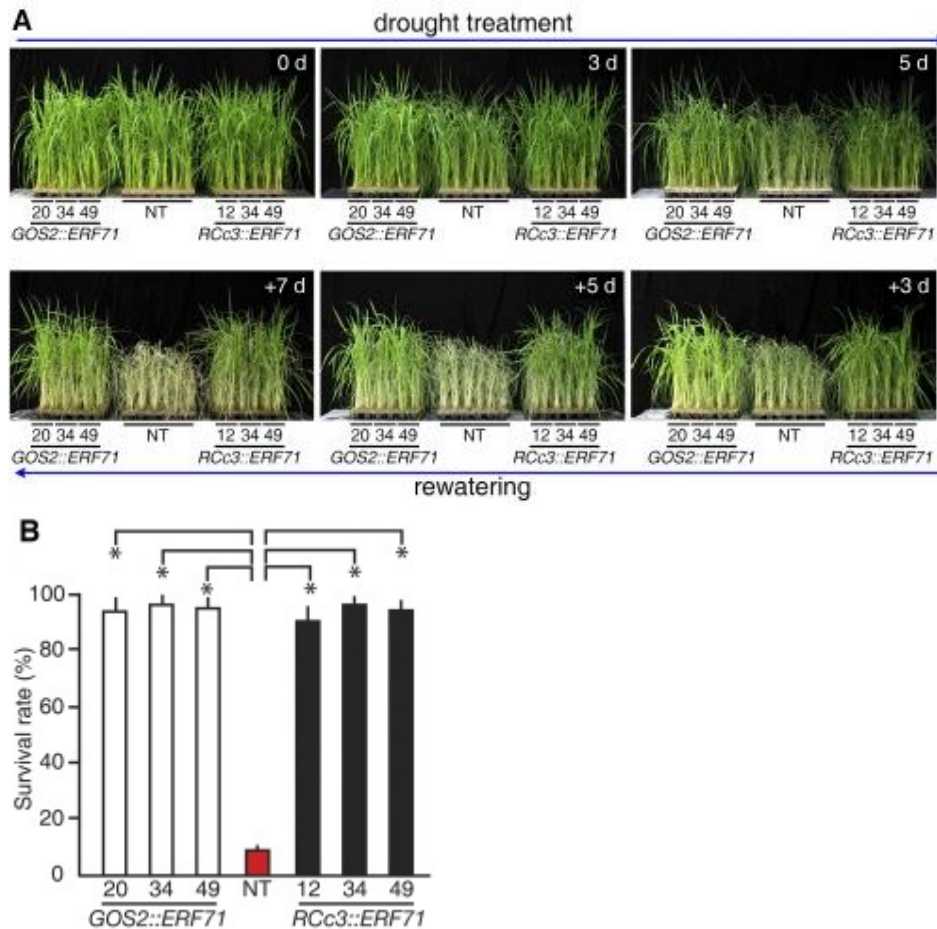 A
drought treatment
0 d
3 d
5 d
20 34 49
NT
12 34 49
GOS2::ERF71
RCc3::ERF71
20 34 49
NT
12 34 49
GOS2::ERF71
RCc3::ERF71
20 34 49
NT
12 34 49
GOS2::ERF71
RCc3::ERF71
+7 d
+5 d
+3 d
20 34 49
NT
12 34 49
GOS2::ERF71
RCc3::ERF71
20 34 49
NT
12 34 49
GOS2::ERF71
RCc3::ERF71
20 34 49
NT
12 34 49
GOS2::ERF71
RCc3::ERF71
rewatering
B
* * * * * *
Survival rate (%)
100
80
60
40
20
0
20 34 49 NT 12 34 49
GOS2::ERF71 RCc3::ERF71